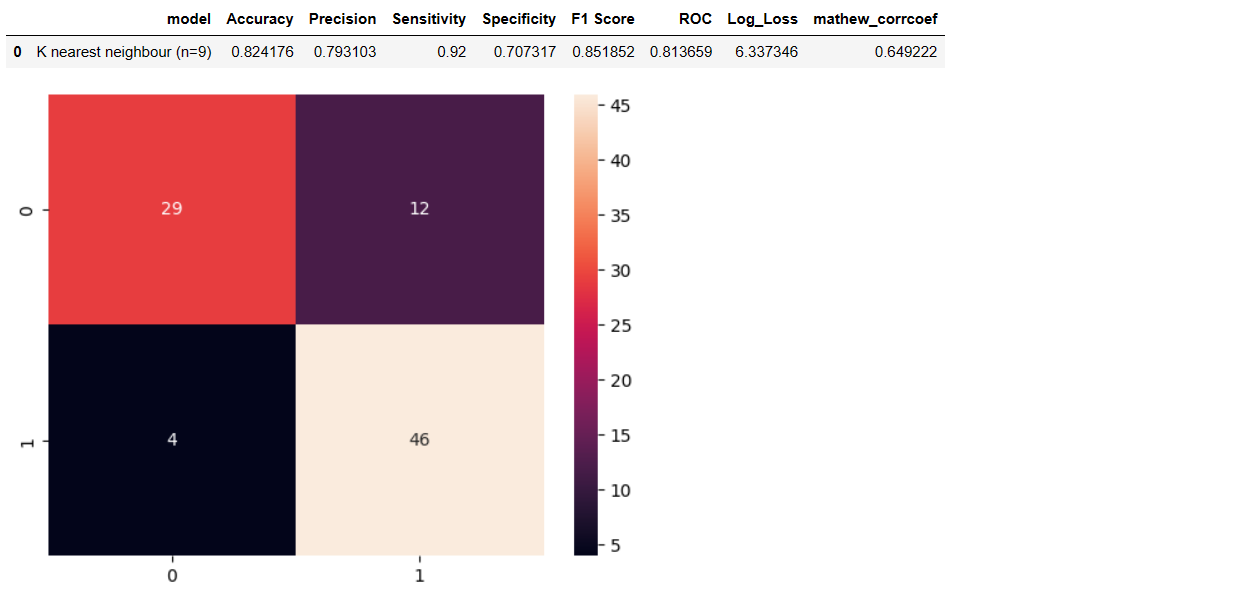 model Accuracy Precision Sensitivity Specificity F1 Score ROC Log_Loss mathew_corrcoef
0 K nearest neighbour (n=9) 0.824176 0.793103 0.92 0.707317 0.851852 0.813659 6.337346 0.649222
45
40
35
0 29 12
30
25
20
15
1 4 46
10
5
0 1